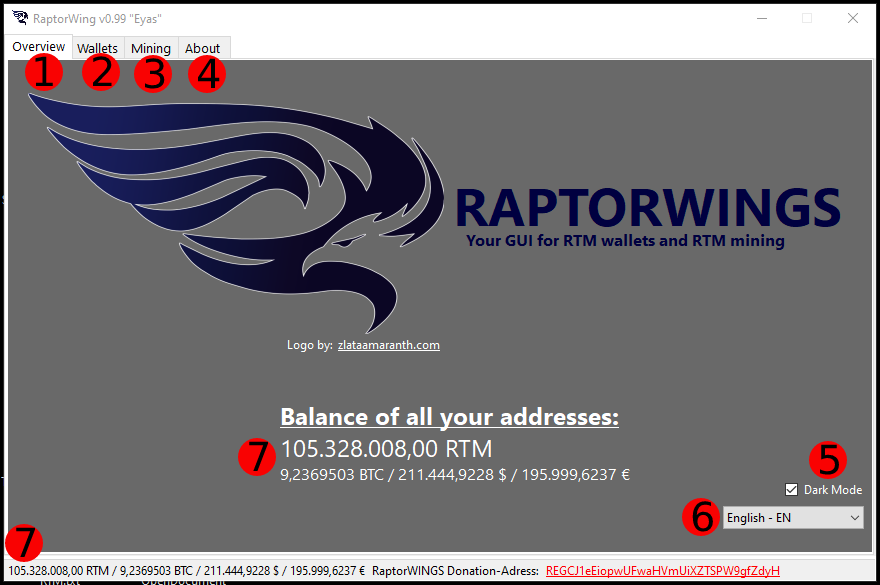 RaptorWing v0.99 "Eyas"
Overview Wallets Mining About
1 2 3 4
RAPTORWINGS
Your GUI for RTM wallets and RTM mining
Logo by: zlataamaranth.com
Balance of all your addresses:
7 105.328.008,00 RTM
9,2369503 BTC / 211.444,9228 $ / 195.999,6237 €
5
Dark Mode
6 English - EN
7
105.328.008,00 RTM / 9,2369503 BTC / 211.444,9228 $ / 195.999,6237 € RaptorWINGS Donation-Adress: REGCJ1eEiopwUFwaHVmUiXZTSPW9gfZdyH